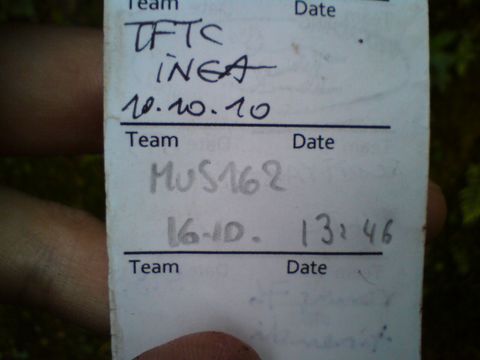 Team Date
TFTC
iNGA
10.10.10
Team Date
MUS162
16.10. 13:46
Team Date